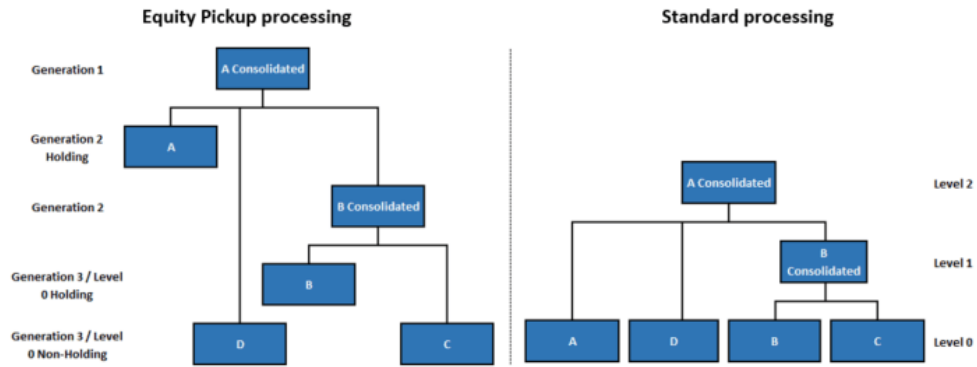 Equity Pickup processing
Standard processing
Generation 1
A Consolidated
Generation 2
Holding
A
Generation 2
B Consolidated
Generation 3 / Level
0 Holding
B
Generation 3 / Level
0 Non-Holding
D
C
A Consolidated
Level 2
B
Consolidated
Level 1
A
D
B
C
Level 0